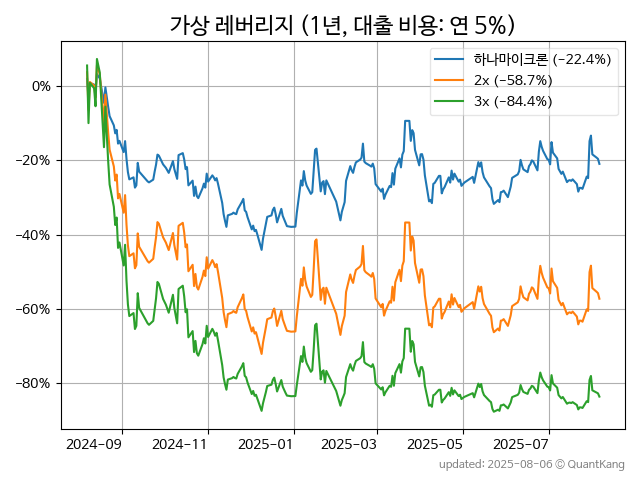 가상 레버리지 (1년, 대출 비용: 연 5%)
하나마이크론 (−22.4%)
2x (−58.7%)
3x (−84.4%)
0%
−20%
−40%
−60%
−80%
2024-09
2024-11
2025-01
2025-03
2025-05
2025-07
updated: 2025-08-06 © QuantKang